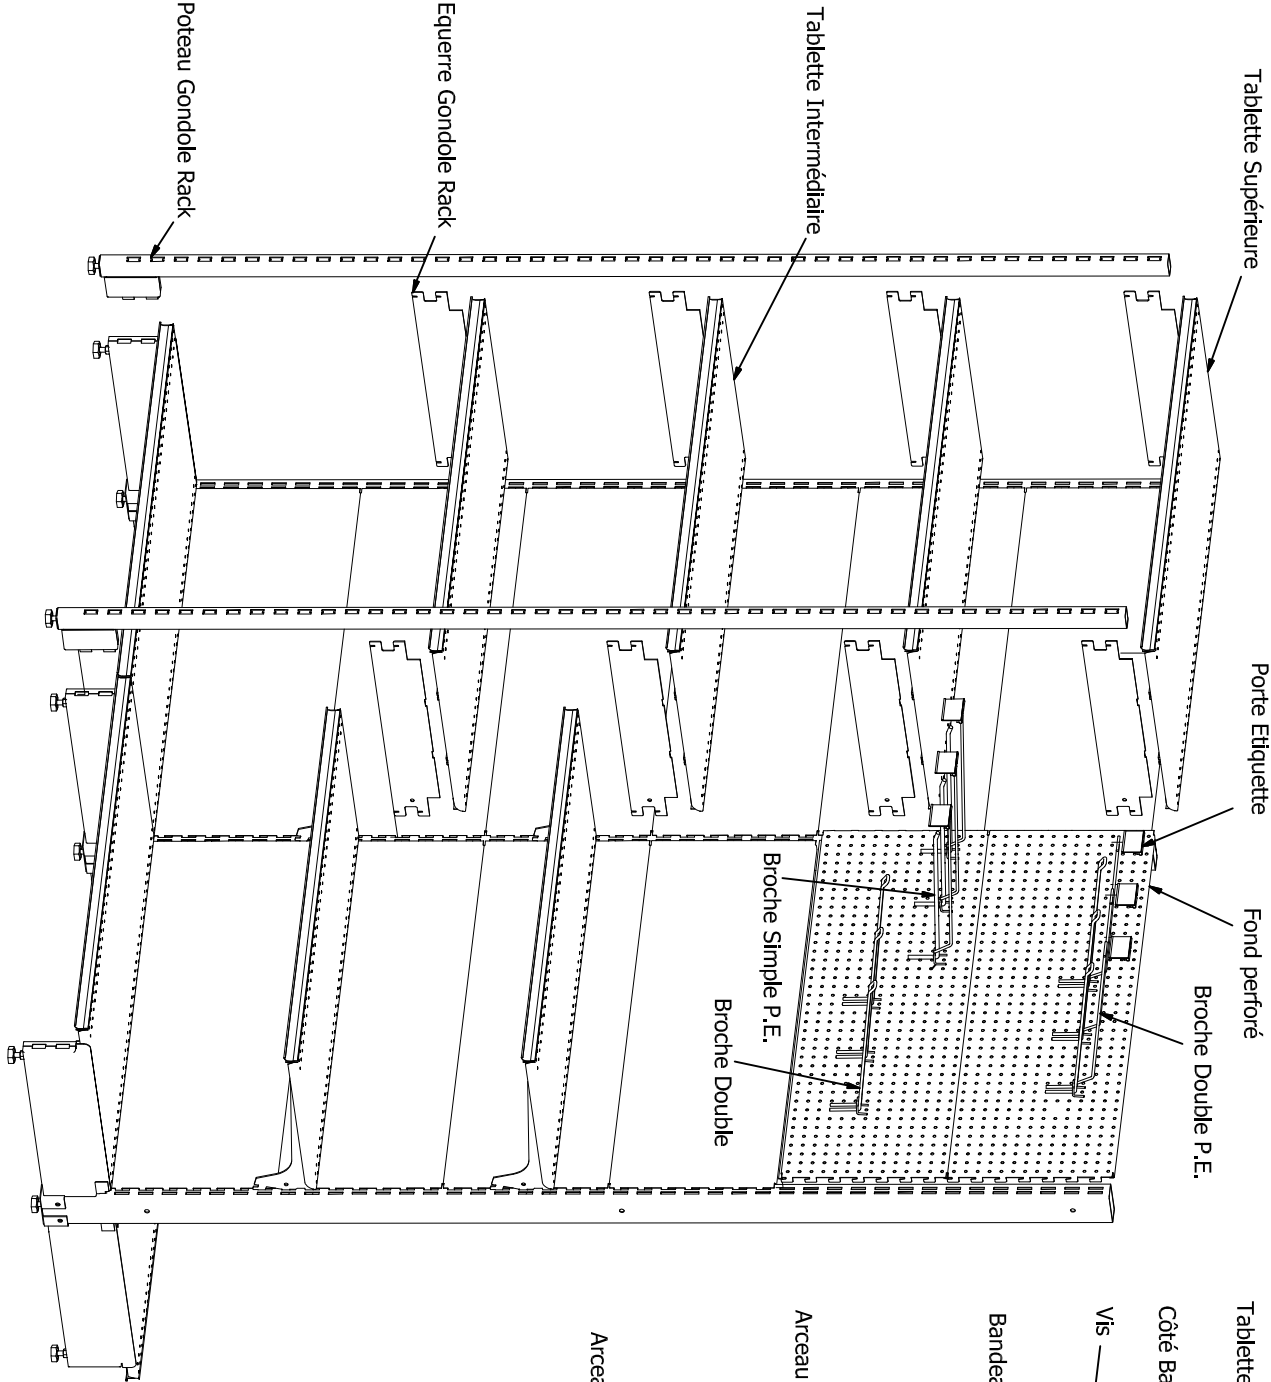 Tablette Supérieure
Tablette Intermédiaire
Equerre Gondole Rack
Poteau Gondole Rack
Porte Etiquette
Fond perforé
Broche Double P.E.
Broche Simple P.E.
Broche Double
Tablette
Côté Ba
Vis
Bandea
Arceau
Arcea